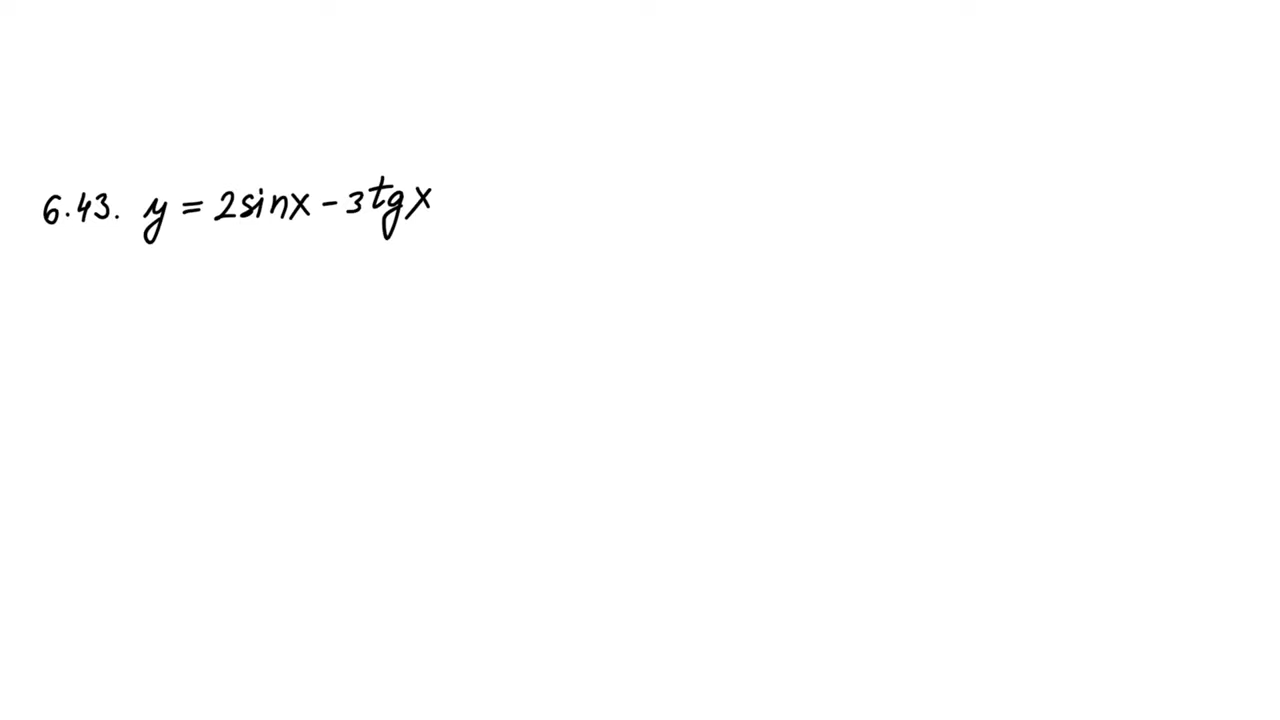 6.43. y = 2sinx - 3tgx